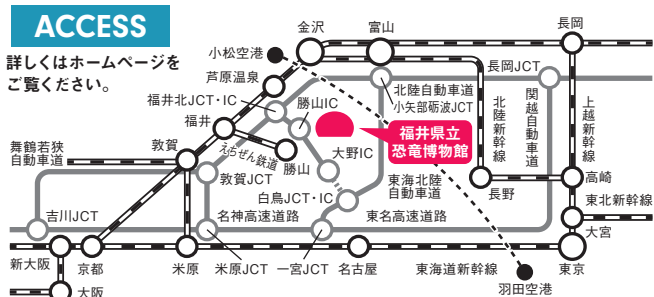 ACCESS
詳しくはホームページを
ご覧ください。
金沢
富山
長岡
小松空港
長岡JCT
芦原温泉
北陸自動車道
小矢部砺波JCT
福井北JCT・IC
勝山IC
北陸新幹線
関越自動車道
上越新幹線
福井
福井県立
恐竜博物館
えちぜん鉄道
舞鶴若狭
自動車道
敦賀
勝山
大野IC
敦賀JCT
東海北陸
自動車道
長野
高崎
白鳥JCT・IC
東北新幹線
吉川JCT
名神高速道路
東名高速道路
大宮
新大阪
京都
米原
米原JCT
一宮JCT
名古屋
東海道新幹線
東京
大阪
羽田空港